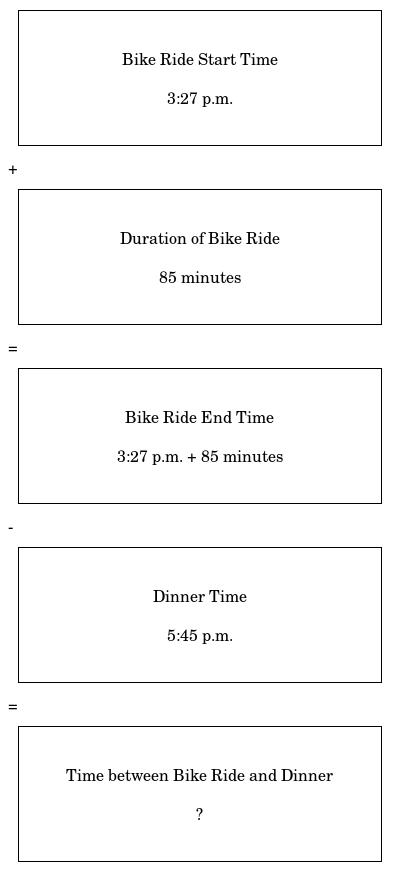 Bike Ride Start Time
3:27 p.m.
+
Duration of Bike Ride
85 minutes
=
Bike Ride End Time
3:27 p.m. + 85 minutes
-
Dinner Time
5:45 p.m.
=
Time between Bike Ride and Dinner
?